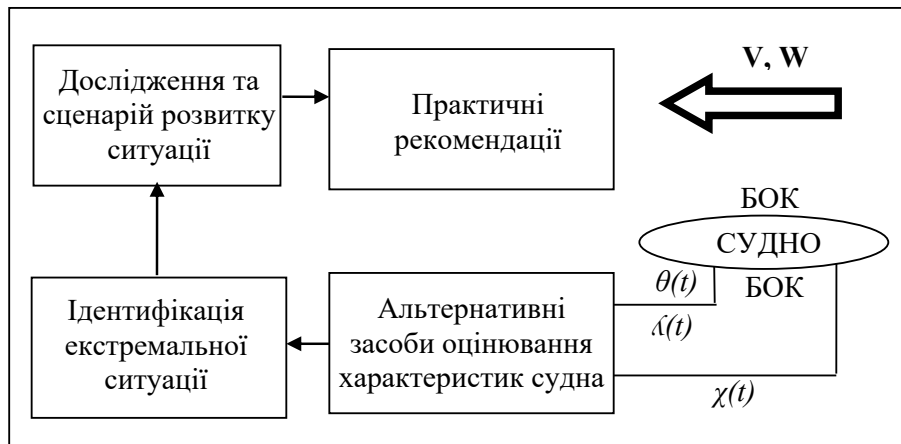 Дослідження та
сценарій розвитку
ситуації
Практичні
рекомендації
V, W
БОК
СУДНО
БОК
θ(t)
ʎ(t)
χ(t)
Альтернативні
засоби оцінювання
характеристик судна
Ідентифікація
екстремальної
ситуації